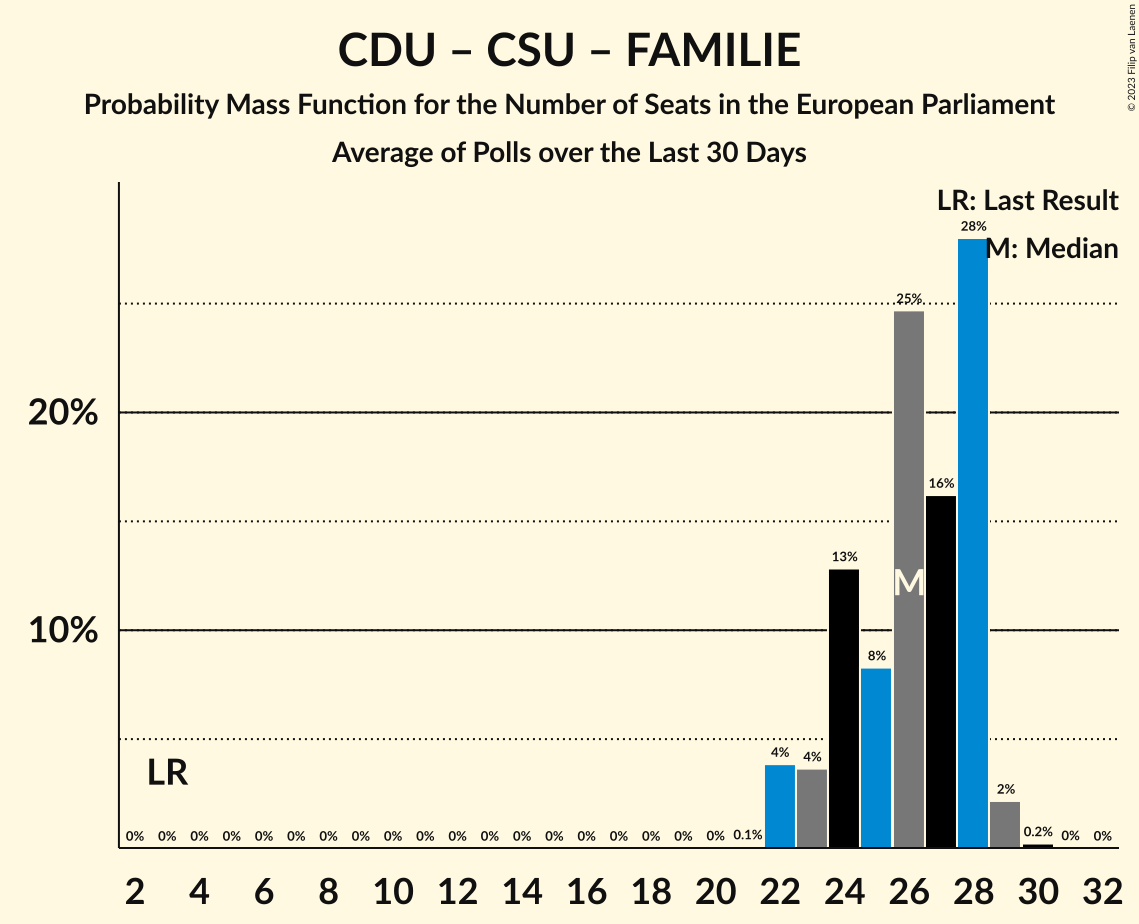 CDU – CSU – FAMILIE
Probability Mass Function for the Number of Seats in the European Parliament
Average of Polls over the Last 30 Days
© 2023 Filip van Laenen
LR: Last Result
M: Median
28%
25%
20%
16%
13%
M
10%
8%
4%
4%
LR
2%
0% 0% 0% 0% 0% 0% 0% 0% 0% 0% 0% 0% 0% 0% 0% 0% 0% 0% 0% 0.1% 0.2% 0% 0%
2 4 6 8 10 12 14 16 18 20 22 24 26 28 30 32